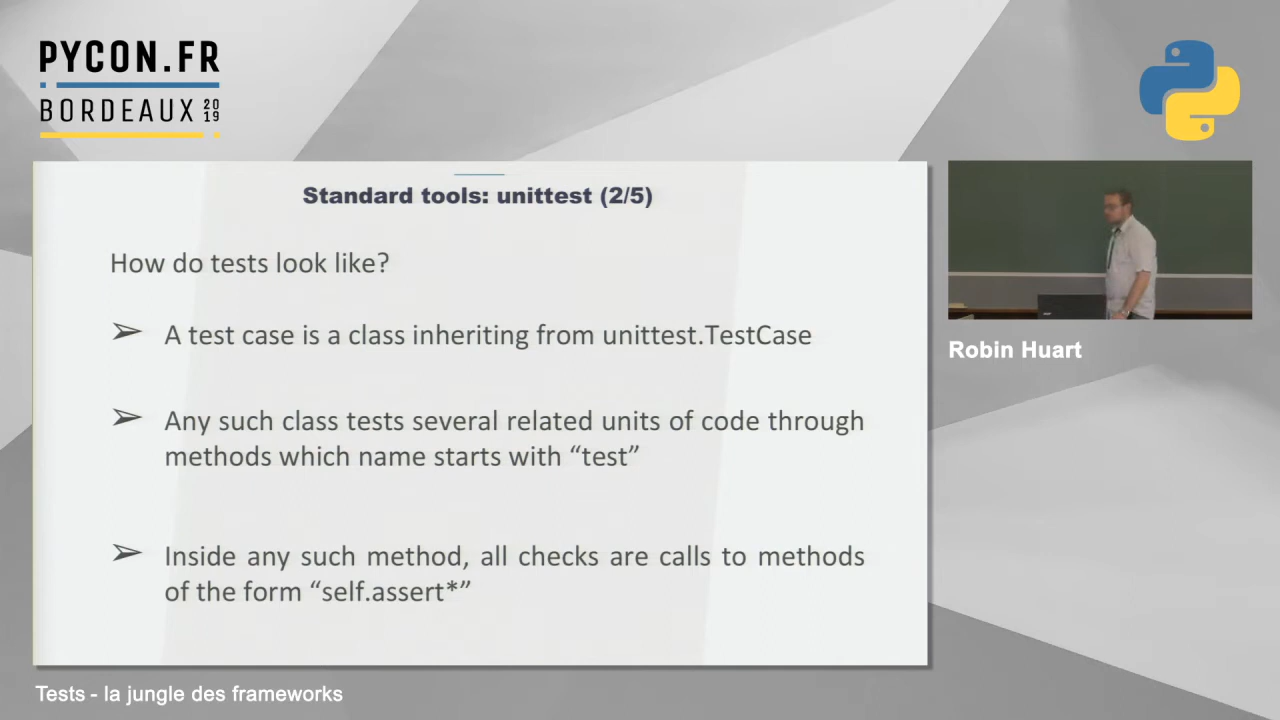 PYCON.FR
BORDEAUX 20 19
Standard tools: unittest (2/5)
How do tests look like?
➢ A test case is a class inheriting from unittest.TestCase
➢ Any such class tests several related units of code through
methods which name starts with “test”
➢ Inside any such method, all checks are calls to methods
of the form “self.assert*”
Robin Huart
Tests - la jungle des frameworks